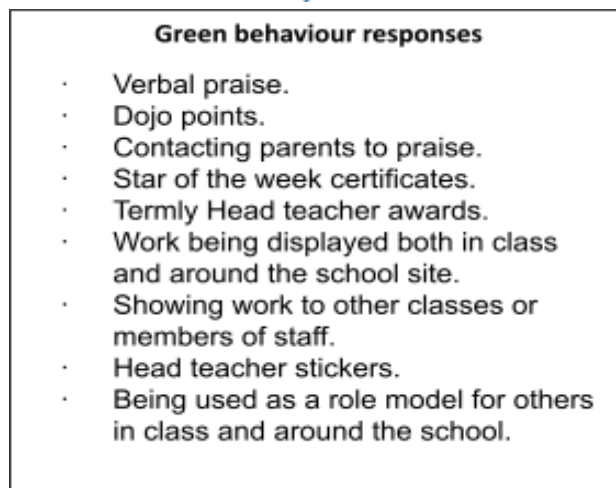 Green behaviour responses
· Verbal praise.
· Dojo points.
· Contacting parents to praise.
· Star of the week certificates.
· Termly Head teacher awards.
· Work being displayed both in class
and around the school site.
· Showing work to other classes or
members of staff.
· Head teacher stickers.
· Being used as a role model for others
in class and around the school.